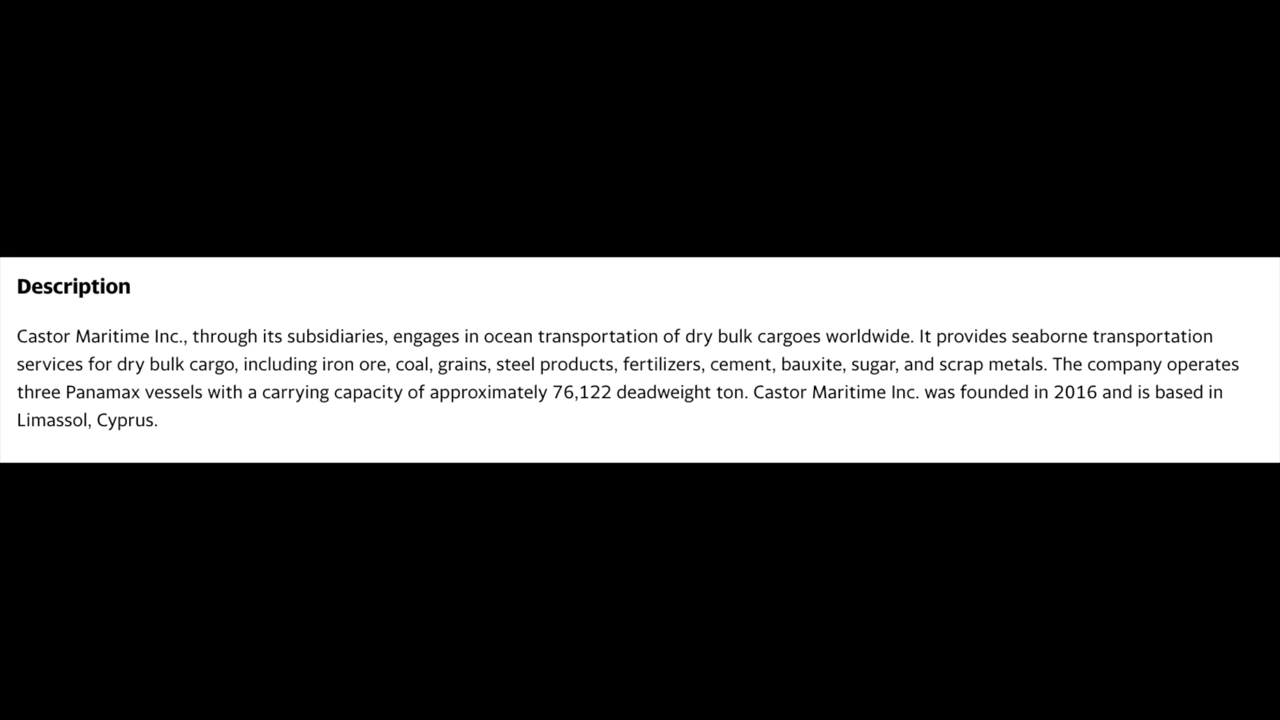 Description
Castor Maritime Inc., through its subsidiaries, engages in ocean transportation of dry bulk cargoes worldwide. It provides seaborne transportation
services for dry bulk cargo, including iron ore, coal, grains, steel products, fertilizers, cement, bauxite, sugar, and scrap metals. The company operates
three Panamax vessels with a carrying capacity of approximately 76,122 deadweight ton. Castor Maritime Inc. was founded in 2016 and is based in
Limassol, Cyprus.